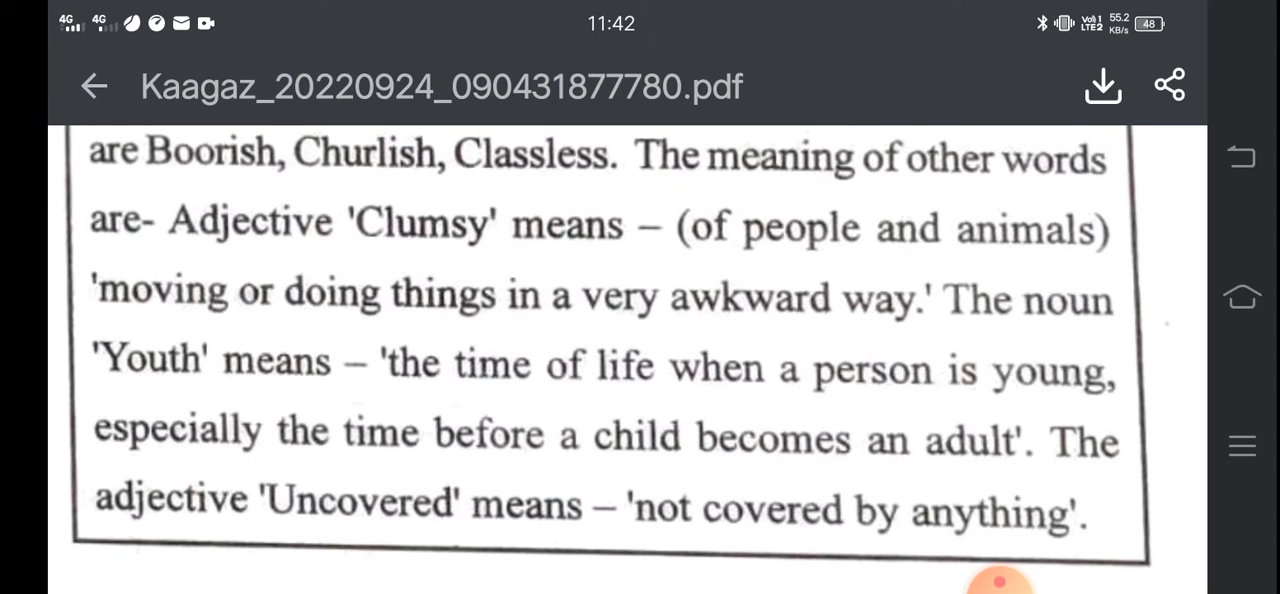 4G 4G 11:42 Vo) 1 LTE2 55.2 KB/s 48
Kaagaz_20220924_090431877780.pdf
are Boorish, Churlish, Classless. The meaning of other words
are- Adjective 'Clumsy' means – (of people and animals)
'moving or doing things in a very awkward way.' The noun
'Youth' means – 'the time of life when a person is young,
especially the time before a child becomes an adult'. The
adjective 'Uncovered' means – 'not covered by anything'.